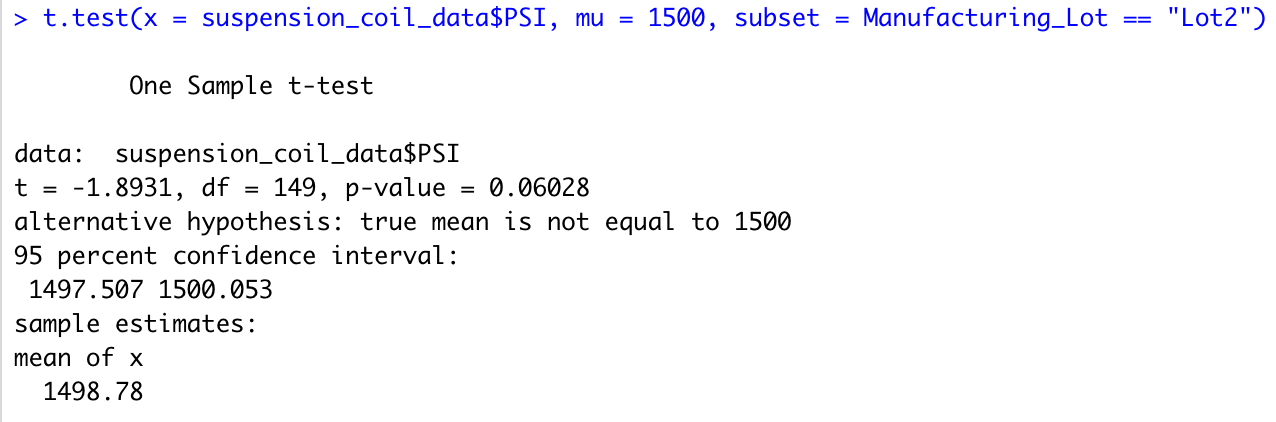 > t.test(x = suspension_coil_data$PSI, mu = 1500, subset = Manufacturing_Lot == "Lot2")
One Sample t-test
data:  suspension_coil_data$PSI
t = -1.8931, df = 149, p-value = 0.06028
alternative hypothesis: true mean is not equal to 1500
95 percent confidence interval:
1497.507 1500.053
sample estimates:
mean of x
1498.78